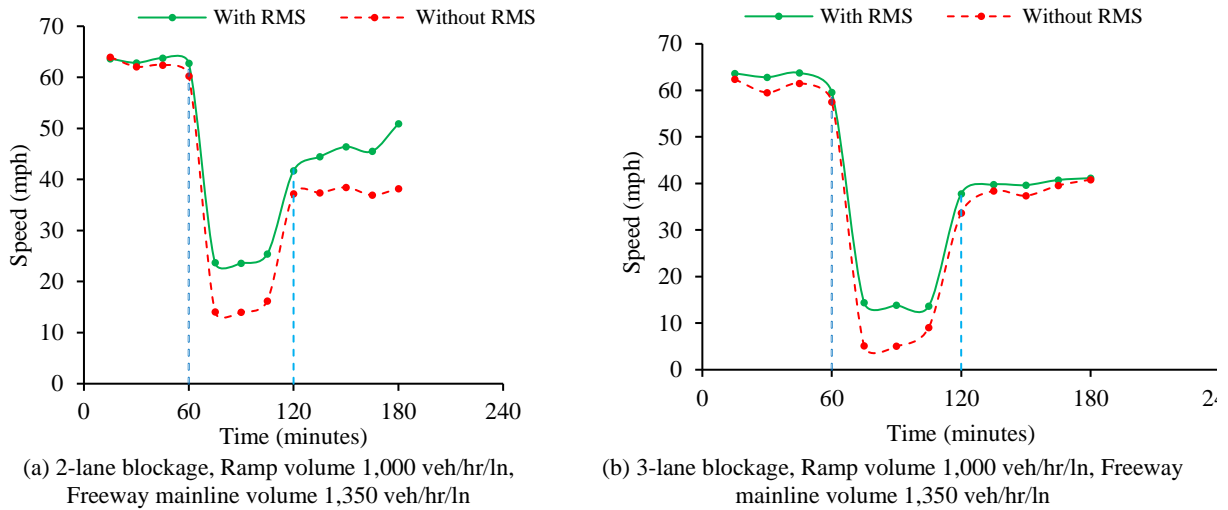 With RMS Without RMS
70
60
50
40
30
20
10
0
Speed (mph)
0 60 120 180 240
Time (minutes)
(a) 2-lane blockage, Ramp volume 1,000 veh/hr/ln,
Freeway mainline volume 1,350 veh/hr/ln
With RMS Without RMS
70
60
50
40
30
20
10
0
Speed (mph)
0 60 120 180 24
Time (minutes)
(b) 3-lane blockage, Ramp volume 1,000 veh/hr/ln, Freeway
mainline volume 1,350 veh/hr/ln